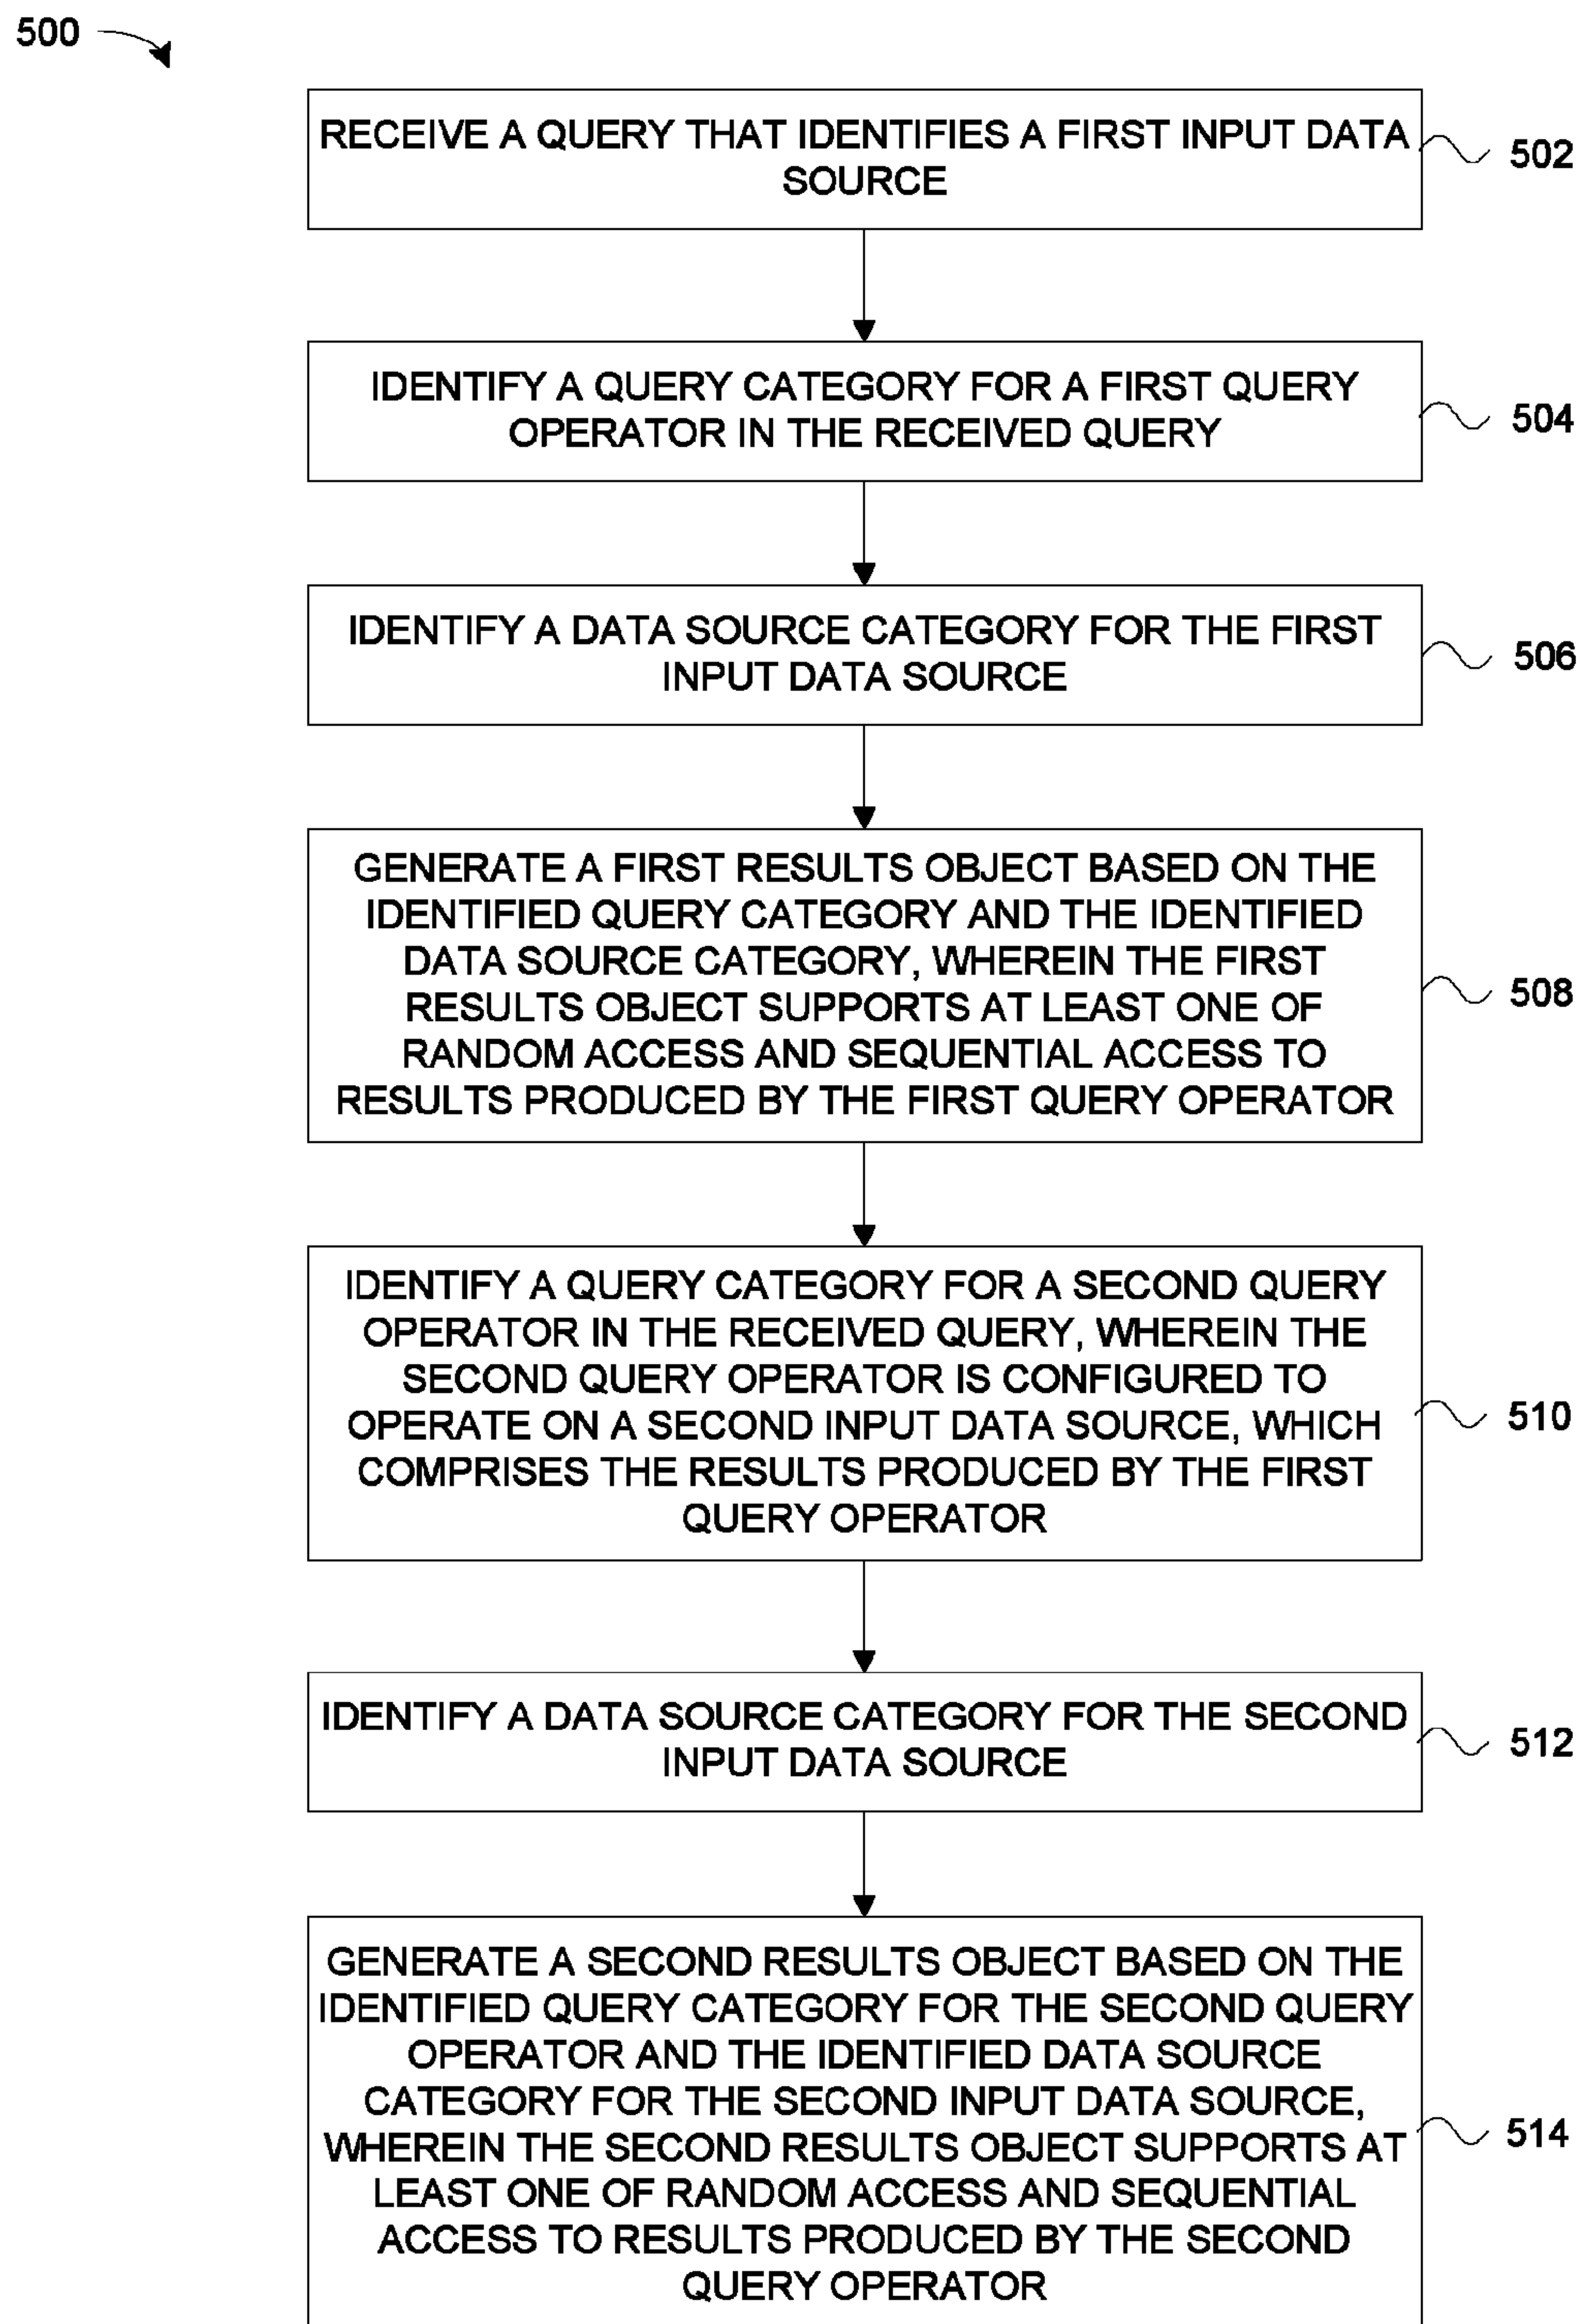 500
RECEIVE A QUERY THAT IDENTIFIES A FIRST INPUT DATA
SOURCE
502
IDENTIFY A QUERY CATEGORY FOR A FIRST QUERY
OPERATOR IN THE RECEIVED QUERY
504
IDENTIFY A DATA SOURCE CATEGORY FOR THE FIRST
INPUT DATA SOURCE
506
GENERATE A FIRST RESULTS OBJECT BASED ON THE
IDENTIFIED QUERY CATEGORY AND THE IDENTIFIED
DATA SOURCE CATEGORY, WHEREIN THE FIRST
RESULTS OBJECT SUPPORTS AT LEAST ONE OF
RANDOM ACCESS AND SEQUENTIAL ACCESS TO
RESULTS PRODUCED BY THE FIRST QUERY OPERATOR
508
IDENTIFY A QUERY CATEGORY FOR A SECOND QUERY
OPERATOR IN THE RECEIVED QUERY, WHEREIN THE
SECOND QUERY OPERATOR IS CONFIGURED TO
OPERATE ON A SECOND INPUT DATA SOURCE, WHICH
COMPRISES THE RESULTS PRODUCED BY THE FIRST
QUERY OPERATOR
510
IDENTIFY A DATA SOURCE CATEGORY FOR THE SECOND
INPUT DATA SOURCE
512
GENERATE A SECOND RESULTS OBJECT BASED ON THE
IDENTIFIED QUERY CATEGORY FOR THE SECOND QUERY
OPERATOR AND THE IDENTIFIED DATA SOURCE
CATEGORY FOR THE SECOND INPUT DATA SOURCE,
WHEREIN THE SECOND RESULTS OBJECT SUPPORTS AT
LEAST ONE OF RANDOM ACCESS AND SEQUENTIAL
ACCESS TO RESULTS PRODUCED BY THE SECOND
QUERY OPERATOR
514